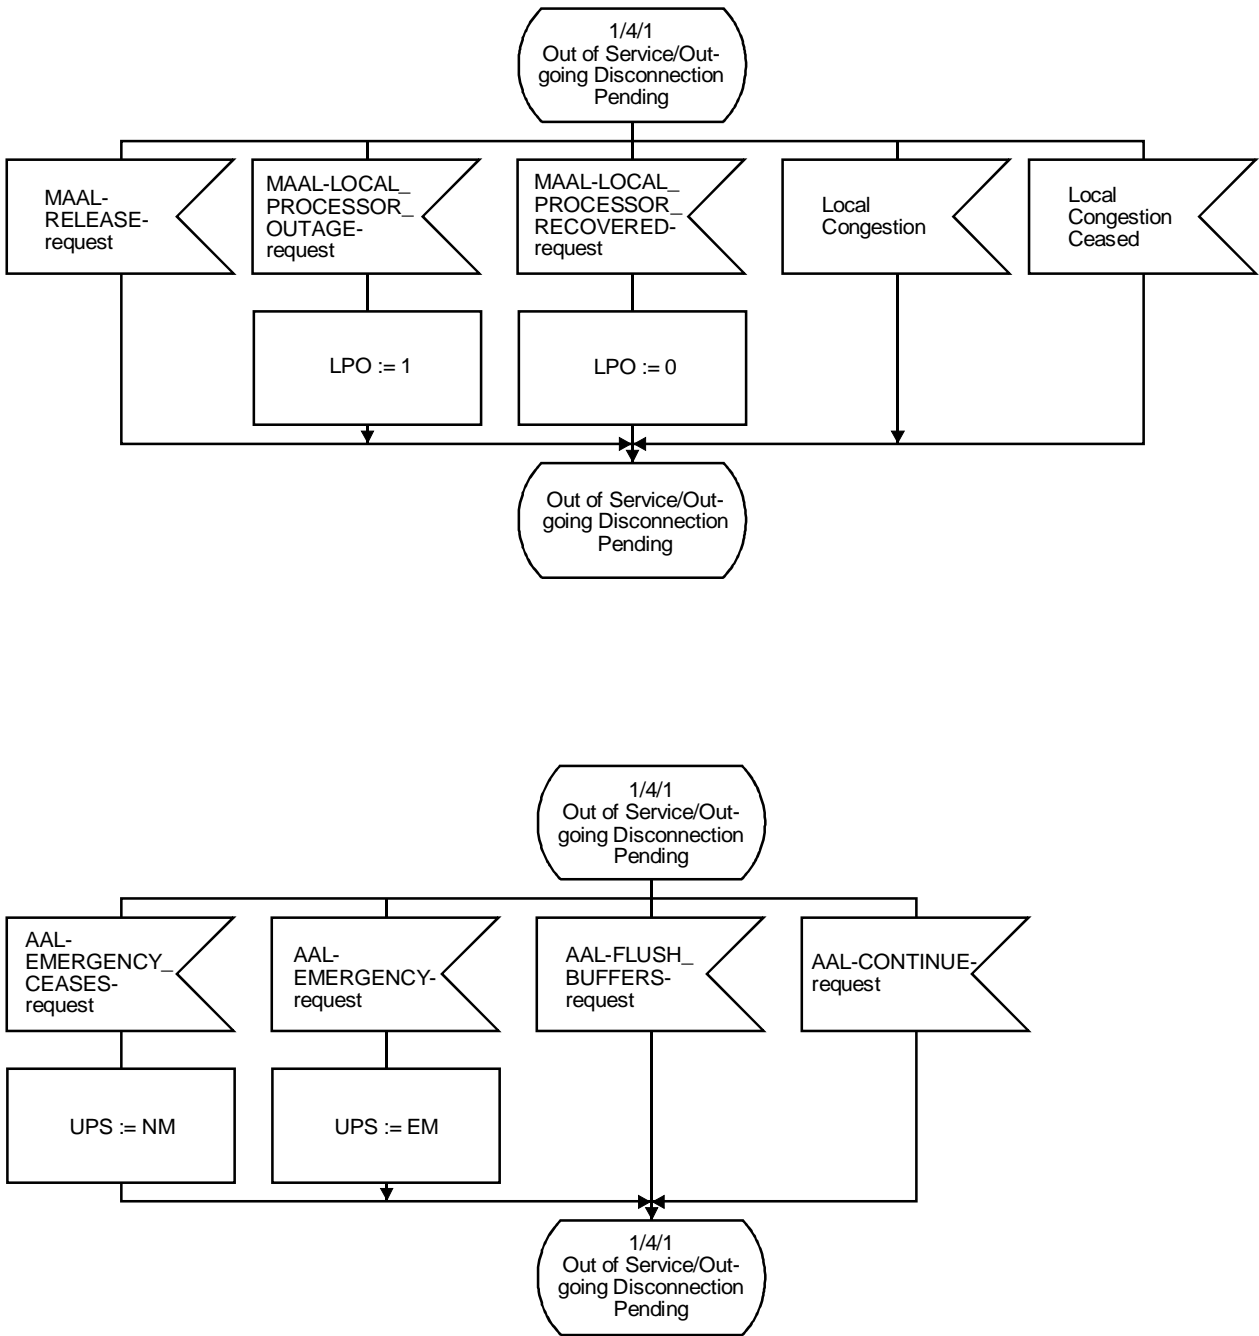 1/4/1
Out of Service/Out-
going Disconnection
Pending
MAAL-
RELEASE-
request
MAAL-LOCAL_
PROCESSOR_
OUTAGE-
request
MAAL-LOCAL_
PROCESSOR_
RECOVERED-
request
Local
Congestion
Local
Congestion
Ceased
LPO := 1
LPO := 0
Out of Service/Out-
going Disconnection
Pending
1/4/1
Out of Service/Out-
going Disconnection
Pending
AAL-
EMERGENCY_
CEASES-
request
AAL-
EMERGENCY-
request
AAL-FLUSH_
BUFFERS-
request
AAL-CONTINUE-
request
UPS := NM
UPS := EM
1/4/1
Out of Service/Out-
going Disconnection
Pending